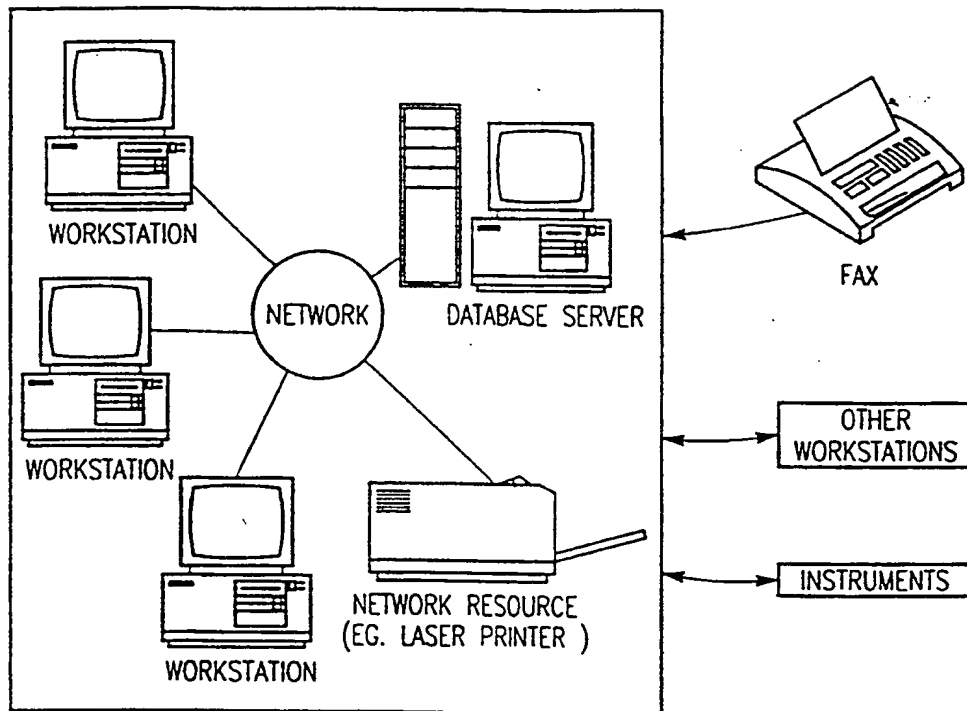 WORKSTATION
NETWORK
DATABASE SERVER
FAX
WORKSTATION
OTHER
WORKSTATIONS
WORKSTATION
NETWORK RESOURCE
(EG. LASER PRINTER )
INSTRUMENTS